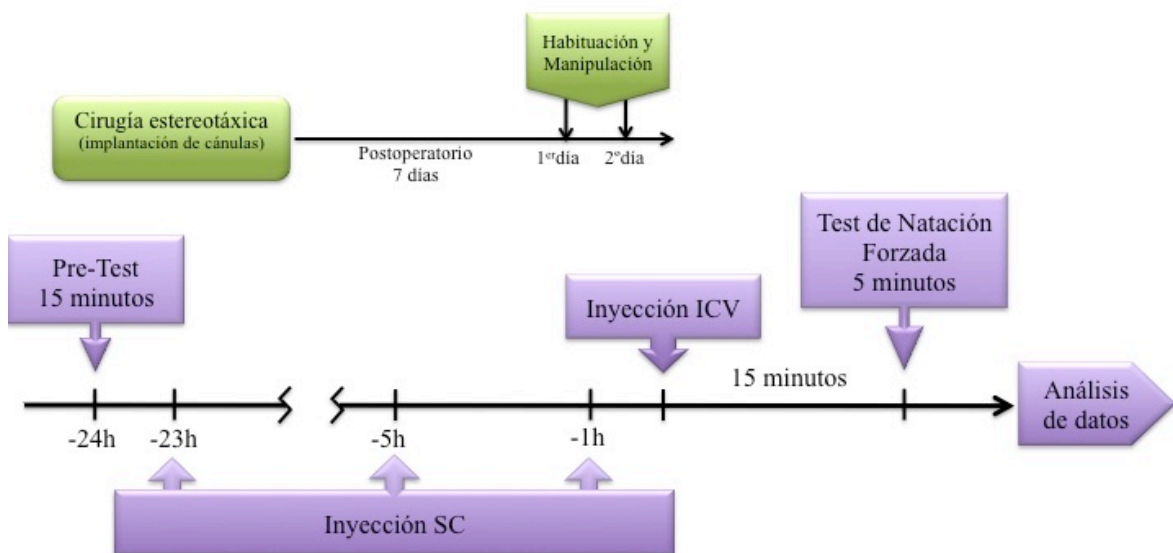 Habituación y
Manipulación
Cirugía estereotáxica
(implantación de cánulas)
Postoperatorio
7 días
1ᵉʳdía
2ºdía
Pre-Test
15 minutos
Inyección ICV
Test de Natación
Forzada
5 minutos
15 minutos
Análisis
de datos
-24h
-23h
-5h
-1h
Inyección SC